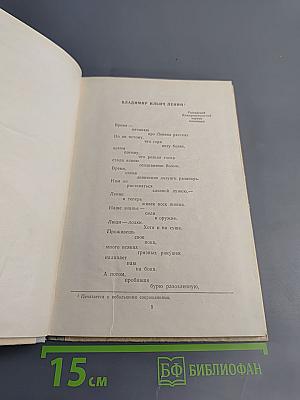 ВЛАДИМИР ИЛЬИЧ ЛЕНИН¹
Российской
Коммунистической
партии
посвящаю
Время —
начинаю
про Ленина рассказ.
Но не потому,
что горя
нету более,
время
потому,
что резкая тоска
стала ясною
осознанною болью.
Время,
снова
ленинские лозунги развихрь.
Нам ли
растекаться
слезной лужею, —
Ленин
и теперь
живее всех живых.
Наше знанье —
сила
и оружие.
Люди — лодки.
Хотя и на суше.
Проживешь
свое
пока,
много всяких
грязных ракушек
налипает
нам
на бока.
А потом,
пробивши
бурю разозленную,
¹ Печатается с небольшими сокращениями.
15 см
БФ БИБЛИОФАН